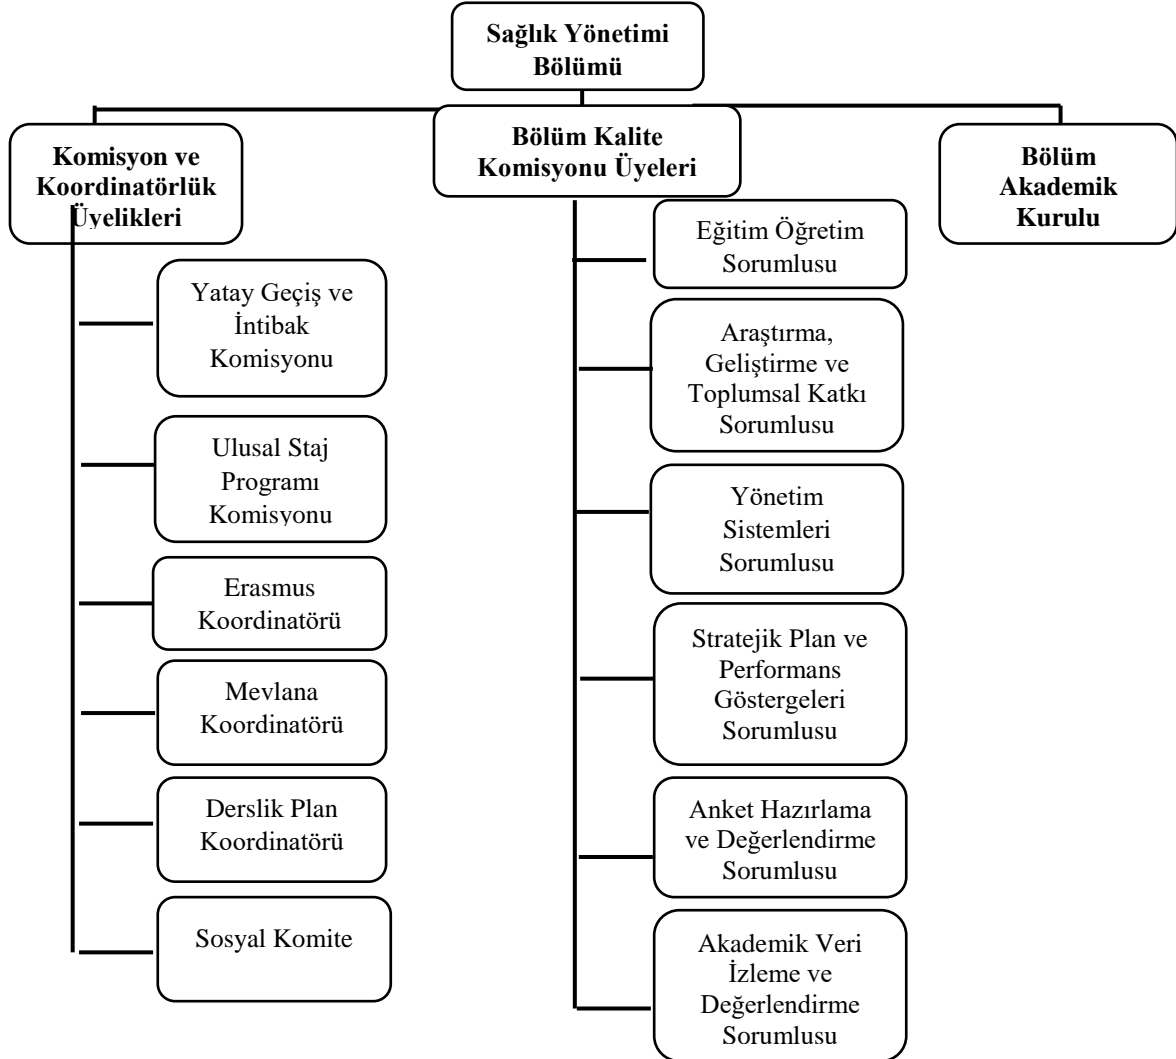 Sağlık Yönetimi
Bölümü
Komisyon ve
Koordinatörlük
Üyelikleri
Bölüm Kalite
Komisyonu Üyeleri
Bölüm
Akademik
Kurulu
Yatay Geçiş ve
İntibak
Komisyonu
Ulusal Staj
Programı
Komisyonu
Erasmus
Koordinatörü
Mevlana
Koordinatörü
Derslik Plan
Koordinatörü
Sosyal Komite
Eğitim Öğretim
Sorumlusu
Araştırma,
Geliştirme ve
Toplumsal Katkı
Sorumlusu
Yönetim
Sistemleri
Sorumlusu
Stratejik Plan ve
Performans
Göstergeleri
Sorumlusu
Anket Hazırlama
ve Değerlendirme
Sorumlusu
Akademik Veri
İzleme ve
Değerlendirme
Sorumlusu